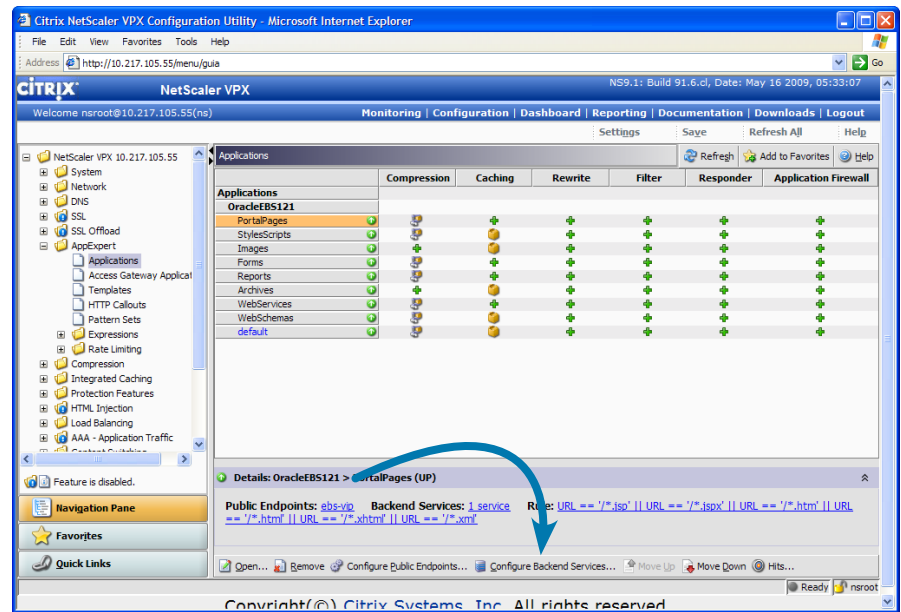 Citrix NetScaler VPX Configuration Utility - Microsoft Internet Explorer
File Edit View Favorites Tools Help
Address http://10.217.105.55/menu/guia Go
CITRIX NetScaler VPX NS9.1: Build 91.6.cl, Date: May 16 2009, 05:33:07
Welcome nsroot@10.217.105.55(ns) Monitoring | Configuration | Dashboard | Reporting | Documentation | Downloads | Logout
Settings Save Refresh All Help
NetScaler VPX 10.217.105.55
System
Network
DNS
SSL
SSL Offload
AppExpert
Applications
Access Gateway Applicat
Templates
HTTP Callouts
Pattern Sets
Expressions
Rate Limiting
Compression
Integrated Caching
Protection Features
HTML Injection
Load Balancing
AAA - Application Traffic
Content Switching
Feature is disabled.
Navigation Pane
Favorites
Quick Links
Applications Refresh Add to Favorites Help
Compression Caching Rewrite Filter Responder Application Firewall
Applications
OracleEBS121
PortalPages
StylesScripts
Images
Forms
Reports
Archives
WebServices
WebSchemas
default
Details: OracleEBS121 > PortalPages (UP)
Public Endpoints: ebs-vip Backend Services: 1 service Rule: URL == '/*.jsp' || URL == '/*.jspx' || URL == '/*.htm' || URL
== '/*.html' || URL == '/*.xhtml' || URL == '/*.xml'
Open... Remove Configure Public Endpoints... Configure Backend Services... Move Up Move Down Hits...
Ready nsroot
Copyright(©) Citrix Systems, Inc. All rights reserved